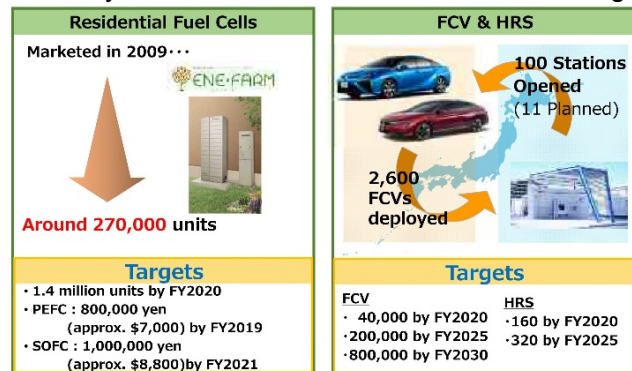 Residential Fuel Cells
Marketed in 2009･･･
ENE･FARM
Around 270,000 units
Targets
・1.4 million units by FY2020
・PEFC : 800,000 yen
(approx. $7,000) by FY2019
・SOFC : 1,000,000 yen
(approx. $8,800)by FY2021
FCV & HRS
100 Stations
Opened
(11 Planned)
2,600
FCVs
deployed
Targets
FCV
・ 40,000 by FY2020
・200,000 by FY2025
・800,000 by FY2030
HRS
・160 by FY2020
・320 by FY2025